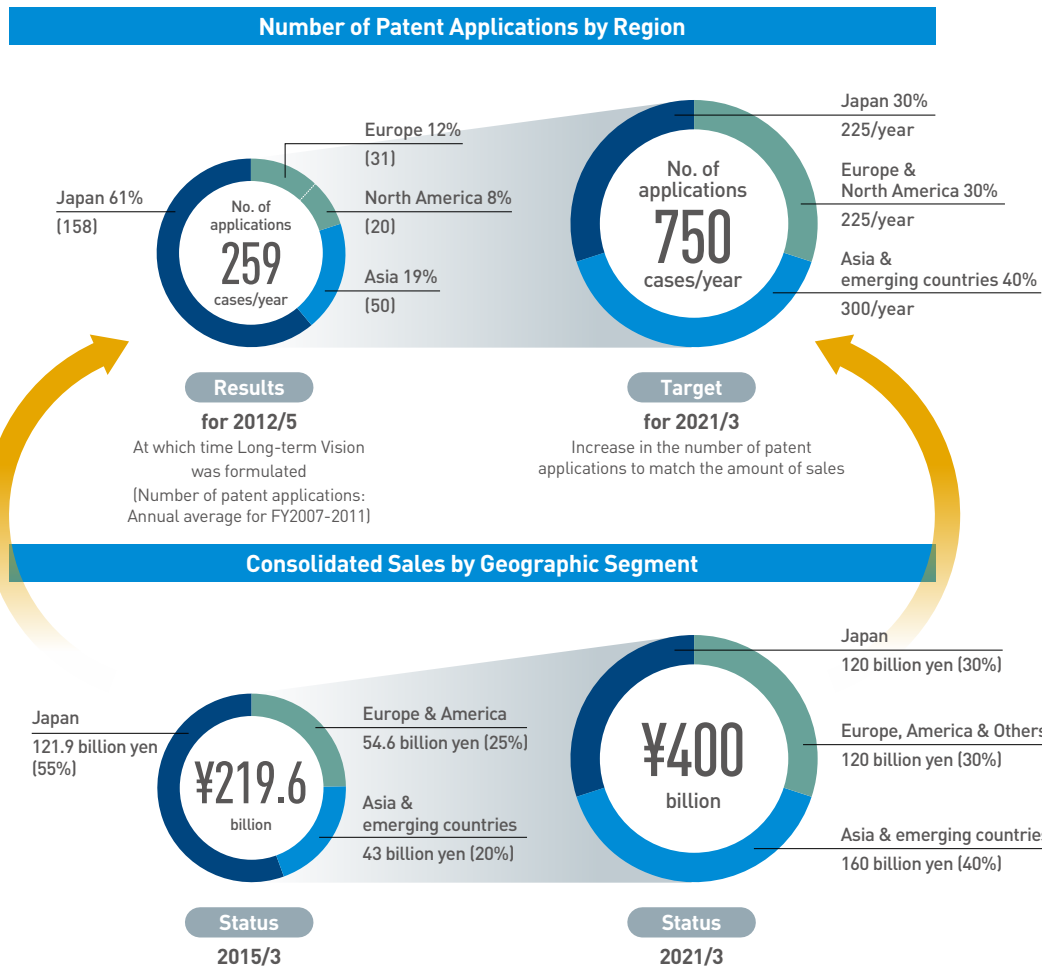 Number of Patent Applications by Region
Japan 61%
(158)
Europe 12%
(31)
North America 8%
(20)
Asia 19%
(50)
No. of
applications
259
cases/year
Japan 30%
225/year
Europe &
North America 30%
225/year
Asia &
emerging countries 40%
300/year
No. of
applications
750
cases/year
Results
for 2012/5
At which time Long-term Vision
was formulated
(Number of patent applications:
Annual average for FY2007-2011)
Target
for 2021/3
Increase in the number of patent
applications to match the amount of sales
Consolidated Sales by Geographic Segment
Japan
121.9 billion yen
(55%)
Europe & America
54.6 billion yen (25%)
Asia &
emerging countries
43 billion yen (20%)
¥219.6
billion
Japan
120 billion yen (30%)
Europe, America & Others
120 billion yen (30%)
Asia & emerging countries
160 billion yen (40%)
¥400
billion
Status
2015/3
Status
2021/3